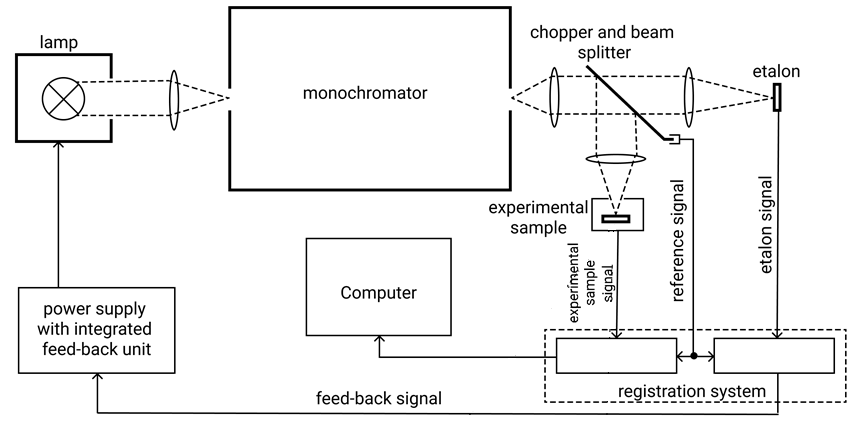 lamp
monochromator
chopper and beam
splitter
etalon
experimental
sample
experimental
sample
signal
reference signal
etalon signal
Computer
power supply
with integrated
feed-back unit
registration system
feed-back signal